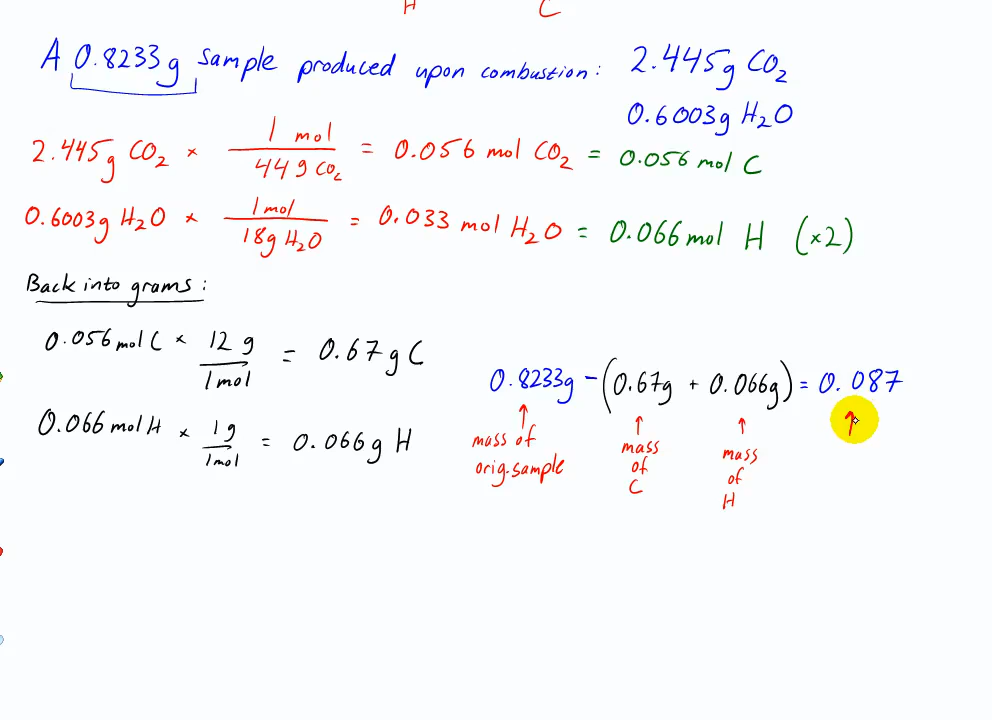 H C
A 0.8233g sample produced upon combustion: 2.445g CO₂
0.6003g H₂O
2.445g CO₂ × 1 mol / 44 g CO₂ = 0.056 mol CO₂ = 0.056 mol C
0.6003g H₂O × 1 mol / 18g H₂O = 0.033 mol H₂O = 0.066 mol H (×2)
Back into grams:
0.056 mol C × 12 g / 1 mol = 0.67 g C
0.8233g - (0.67g + 0.066g) = 0.087
0.066 mol H × 1 g / 1 mol = 0.066 g H
mass of
orig. sample
mass
of
C
mass
of
H